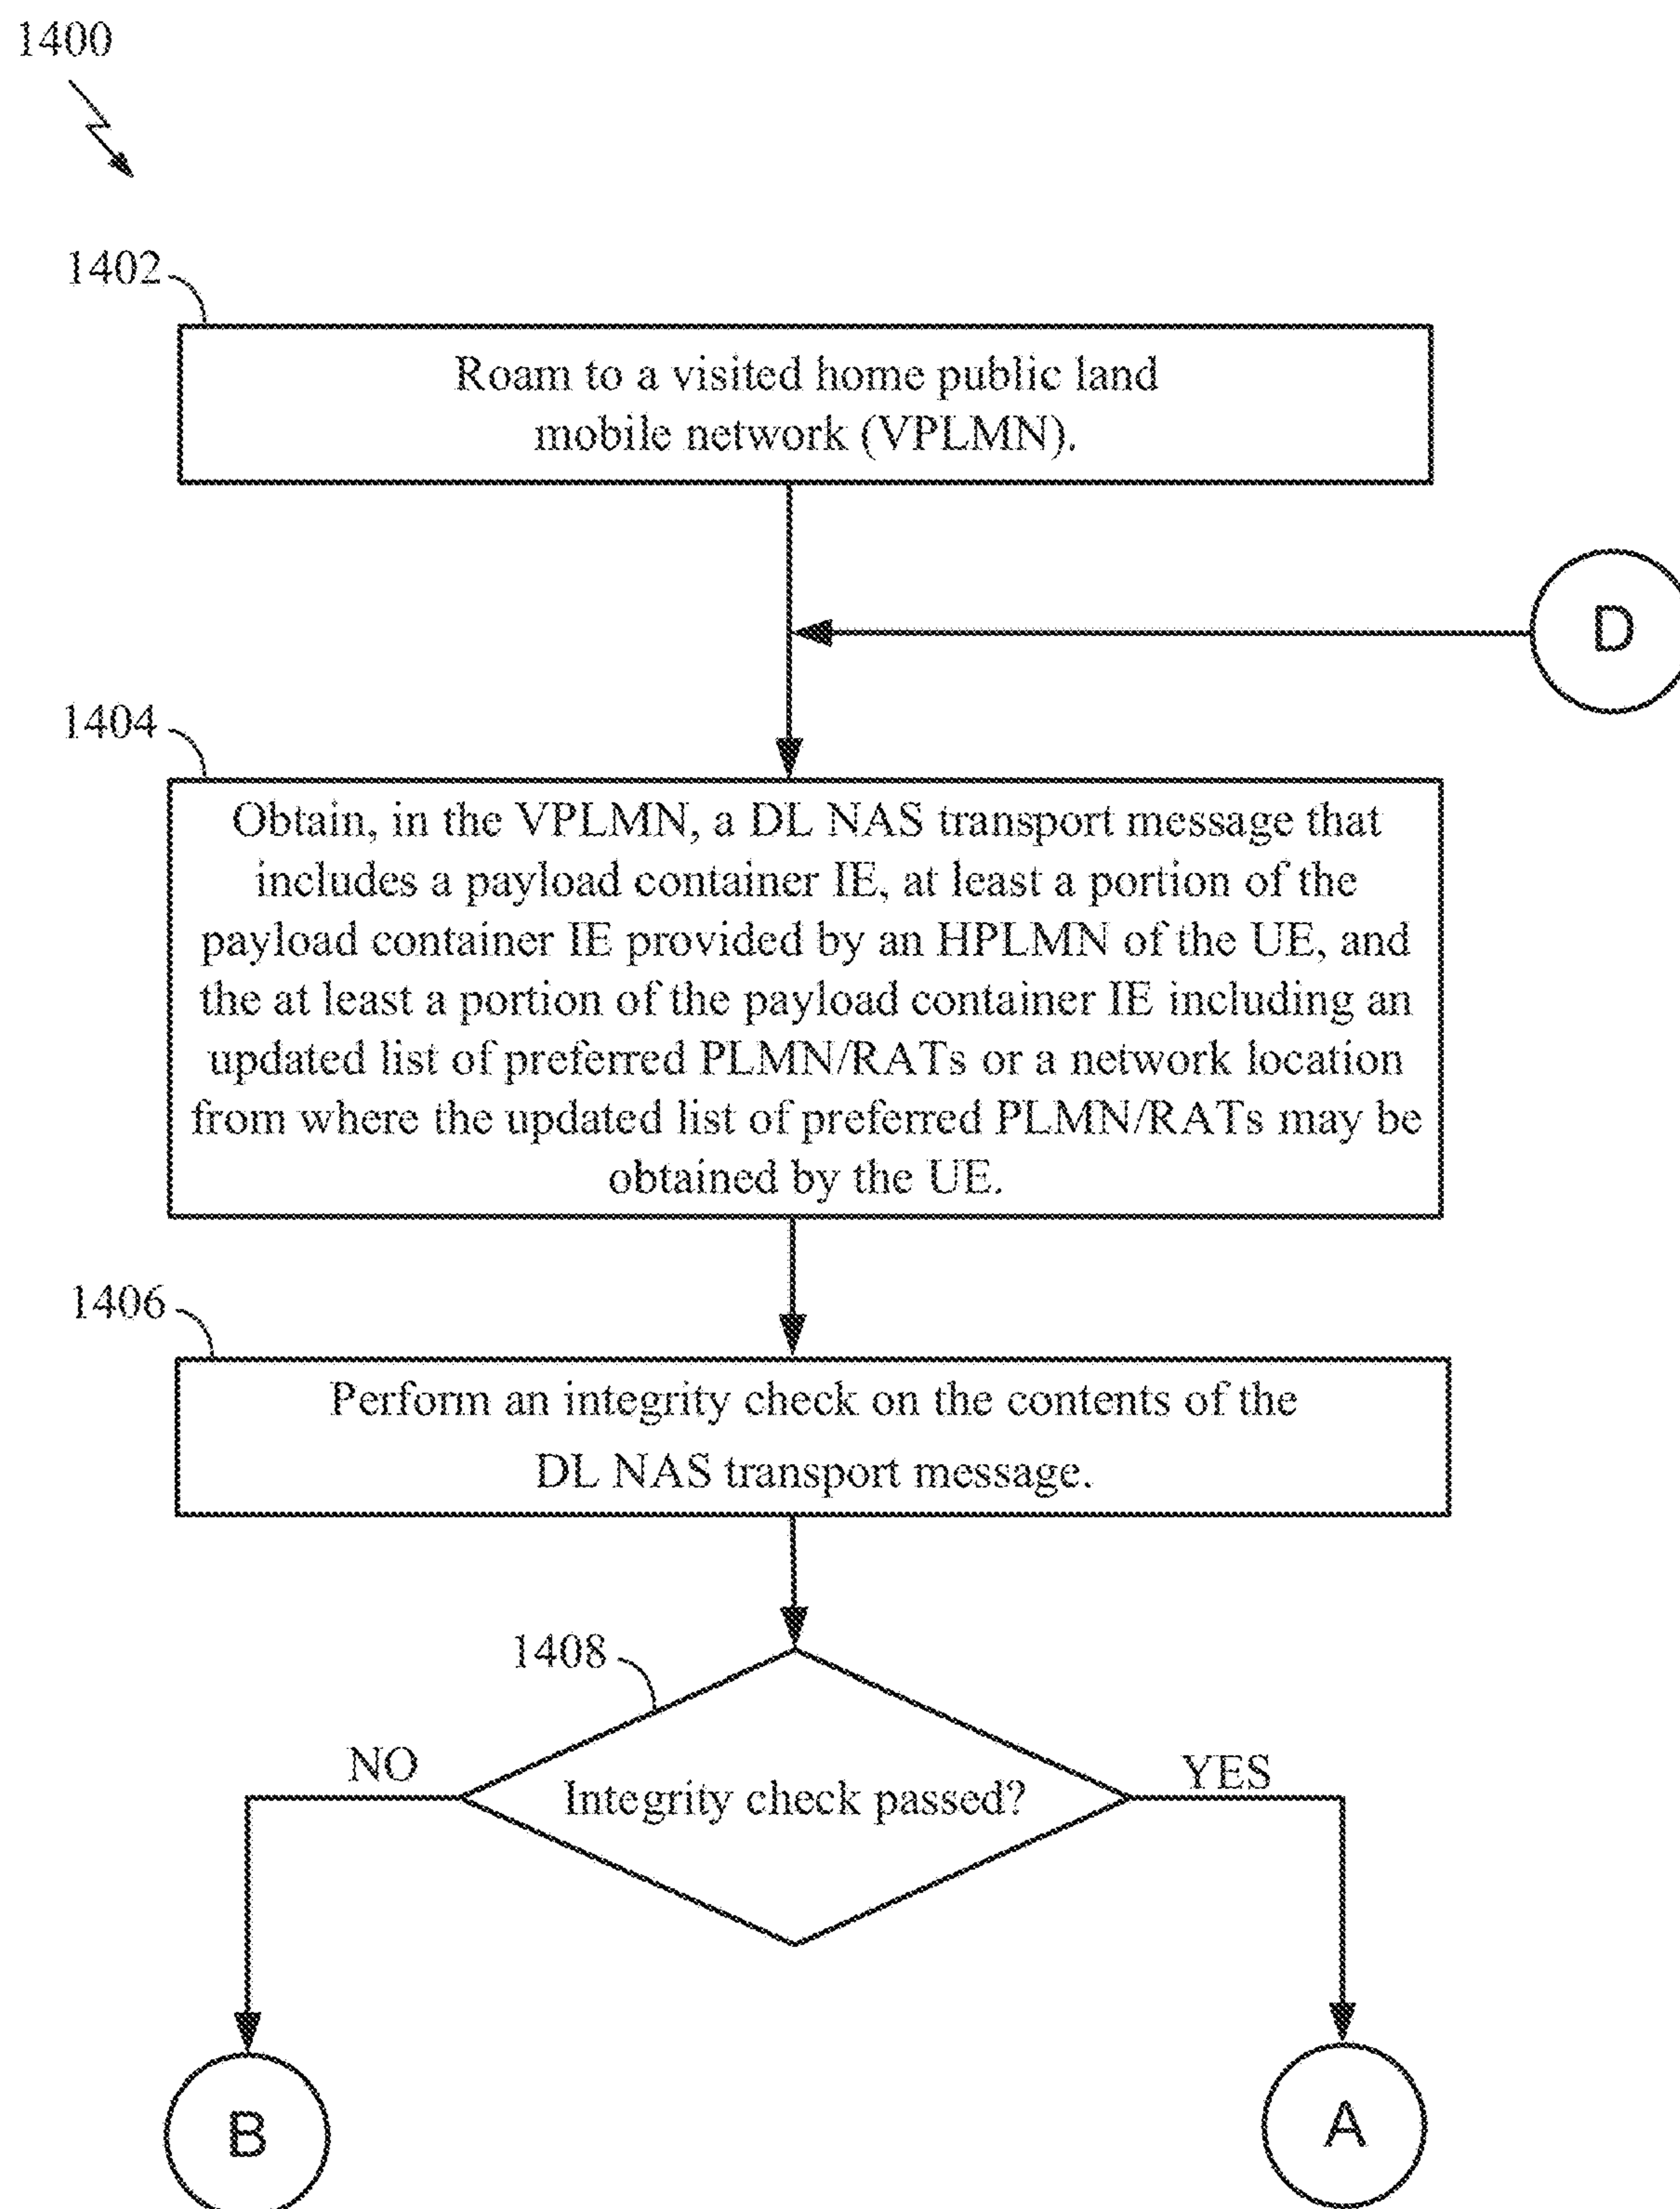 1400
1402
Roam to a visited home public land
mobile network (VPLMN).
D
1404
Obtain, in the VPLMN, a DL NAS transport message that
includes a payload container IE, at least a portion of the
payload container IE provided by an HPLMN of the UE, and
the at least a portion of the payload container IE including an
updated list of preferred PLMN/RATs or a network location
from where the updated list of preferred PLMN/RATs may be
obtained by the UE.
1406
Perform an integrity check on the contents of the
DL NAS transport message.
1408
NO
Integrity check passed?
YES
B
A